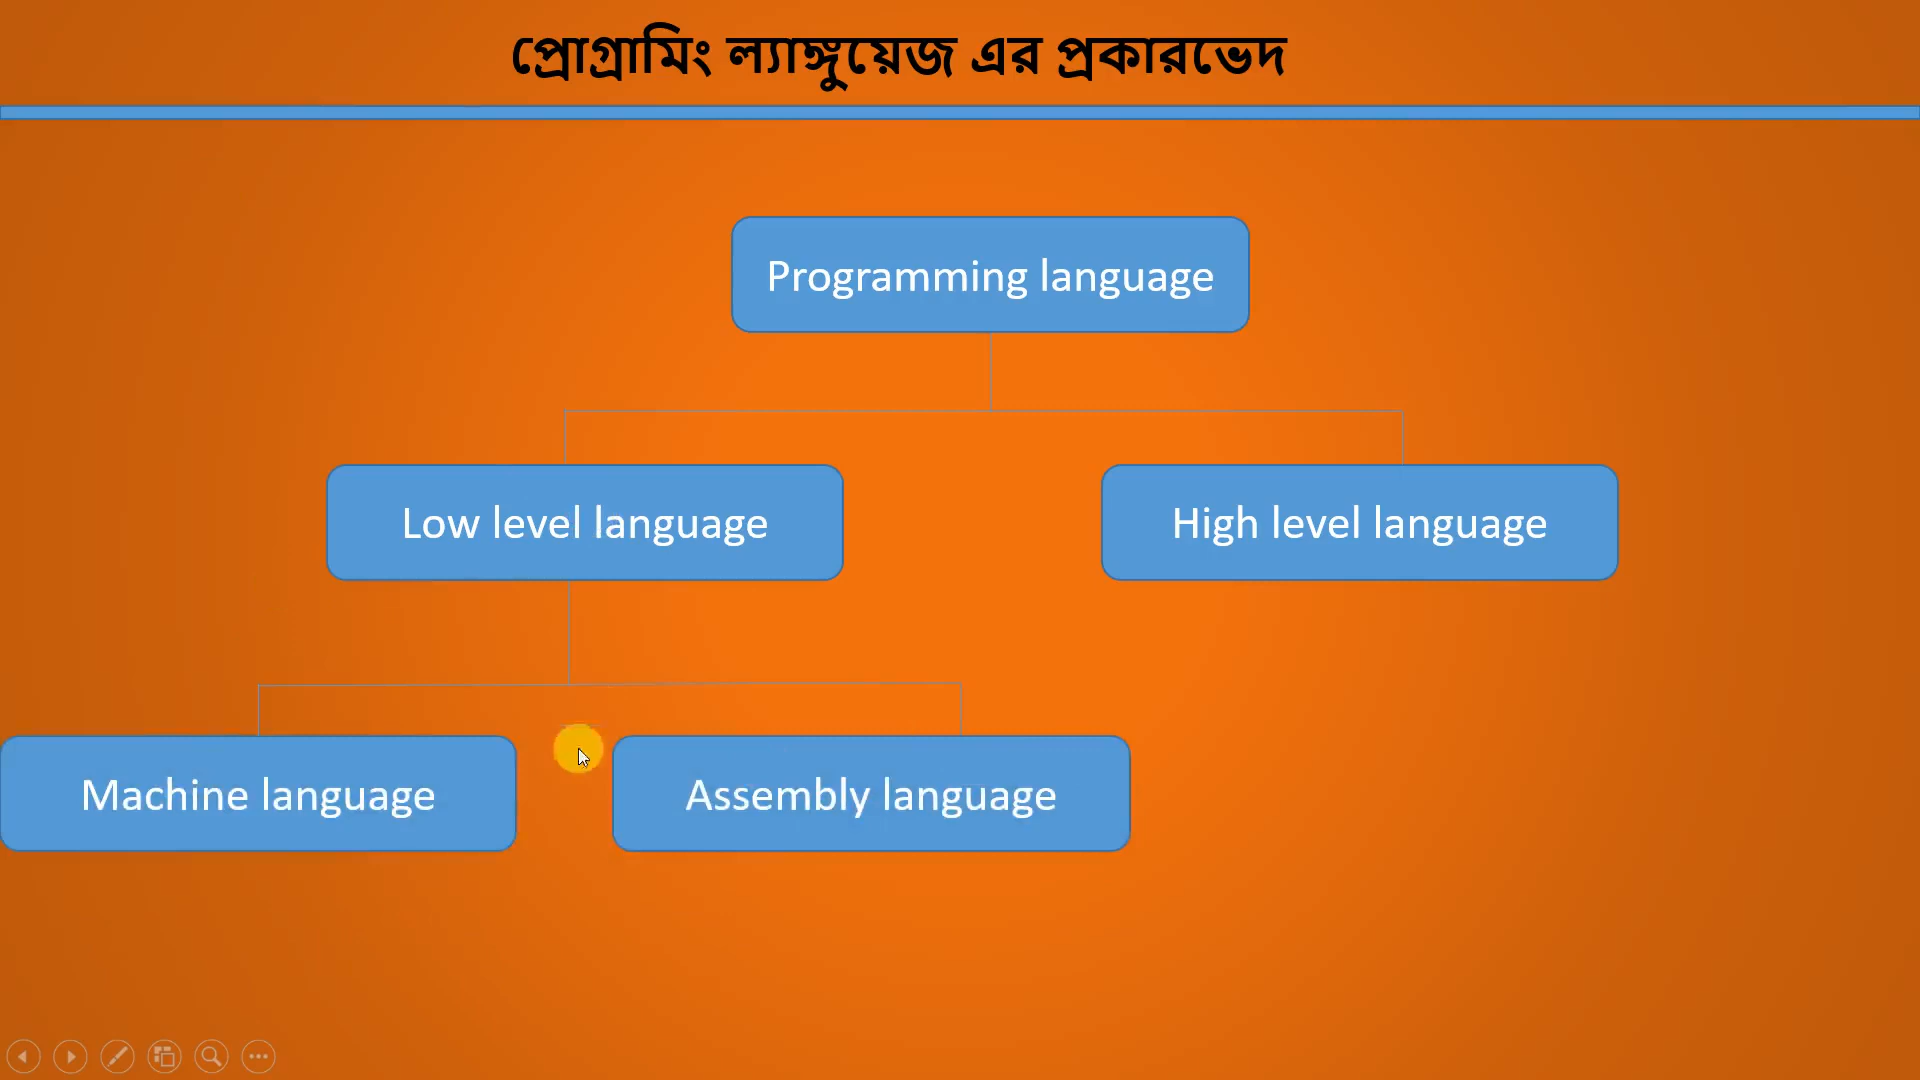 প্রোগ্রামিং ল্যাঙ্গুয়েজ এর প্রকারভেদ
Programming language
Low level language
High level language
Machine language
Assembly language